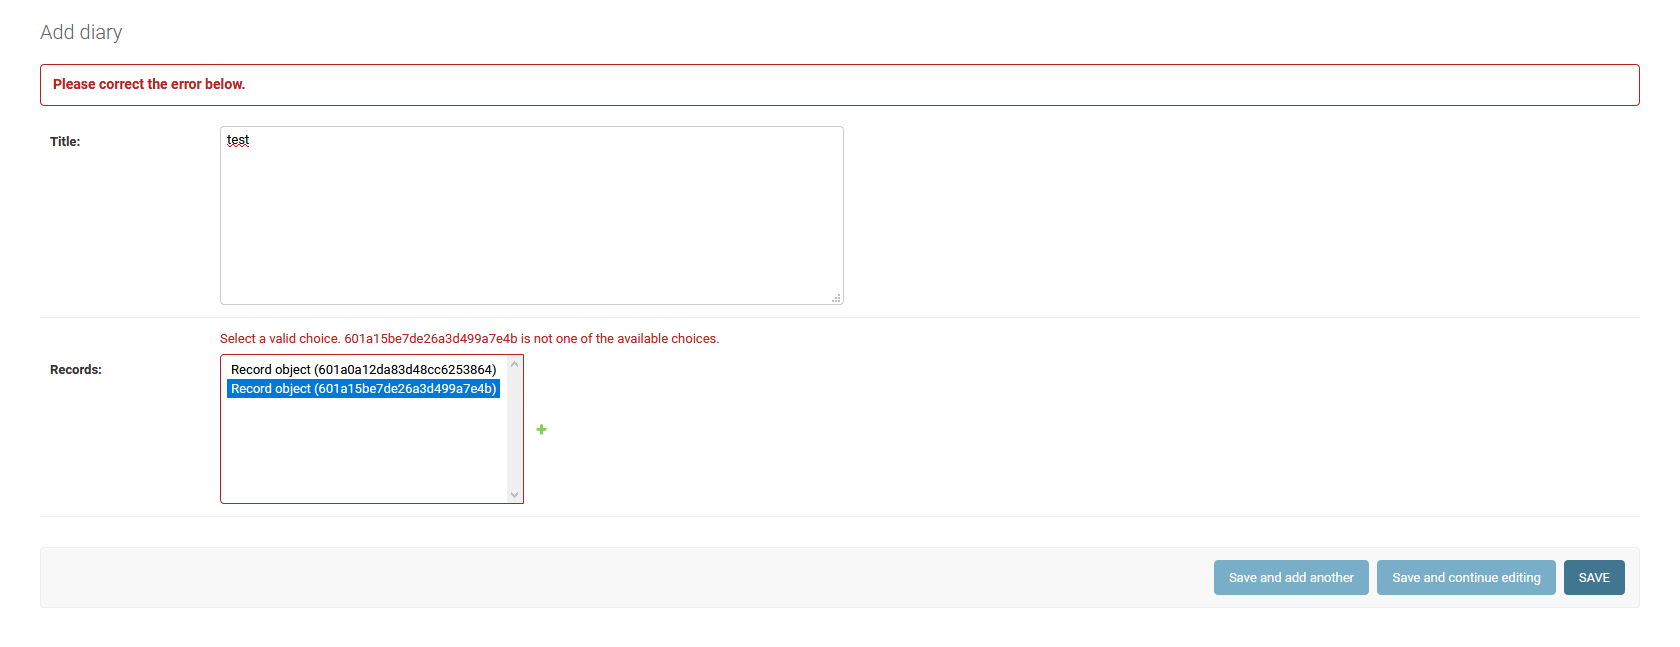 Add diary
Please correct the error below.
Title:
test
Select a valid choice. 601a15be7de26a3d499a7e4b is not one of the available choices.
Records:
Record object (601a0a12da83d48cc6253864)
Record object (601a15be7de26a3d499a7e4b)
Save and add another
Save and continue editing
SAVE